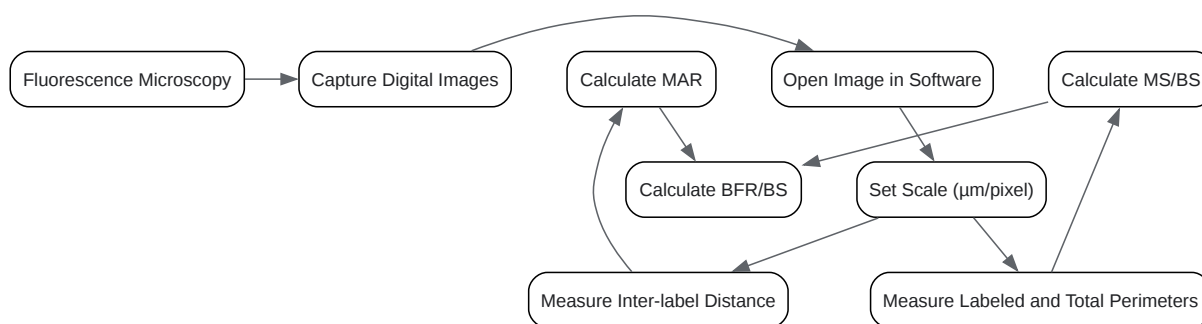 Fluorescence Microscopy
Capture Digital Images
Calculate MAR
Open Image in Software
Calculate MS/BS
Calculate BFR/BS
Set Scale (µm/pixel)
Measure Inter-label Distance
Measure Labeled and Total Perimeters